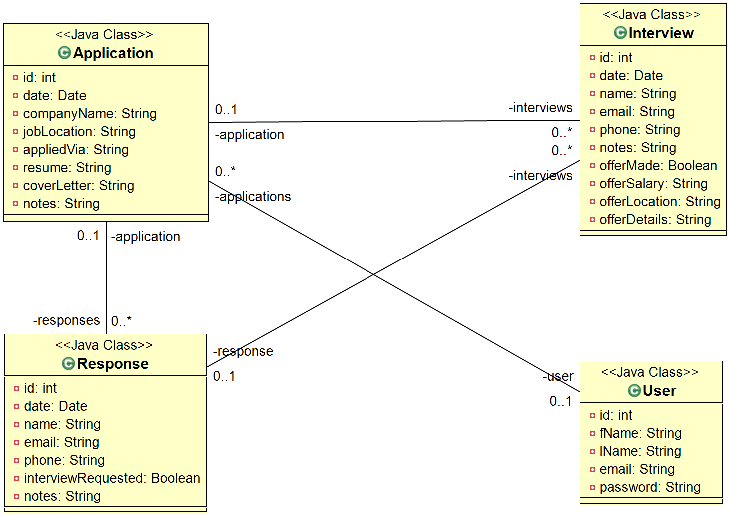 <<Java Class>>
Application
id: int
date: Date
companyName: String
jobLocation: String
appliedVia: String
resume: String
coverLetter: String
notes: String
<<Java Class>>
Interview
id: int
date: Date
name: String
email: String
phone: String
notes: String
offerMade: Boolean
offerSalary: String
offerLocation: String
offerDetails: String
0..1
-interviews
-application
0..*
0..*
0..*
-interviews
-applications
0..1
-application
-responses
0..*
<<Java Class>>
Response
id: int
date: Date
name: String
email: String
phone: String
interviewRequested: Boolean
notes: String
-response
0..1
-user
0..1
<<Java Class>>
User
id: int
fName: String
lName: String
email: String
password: String